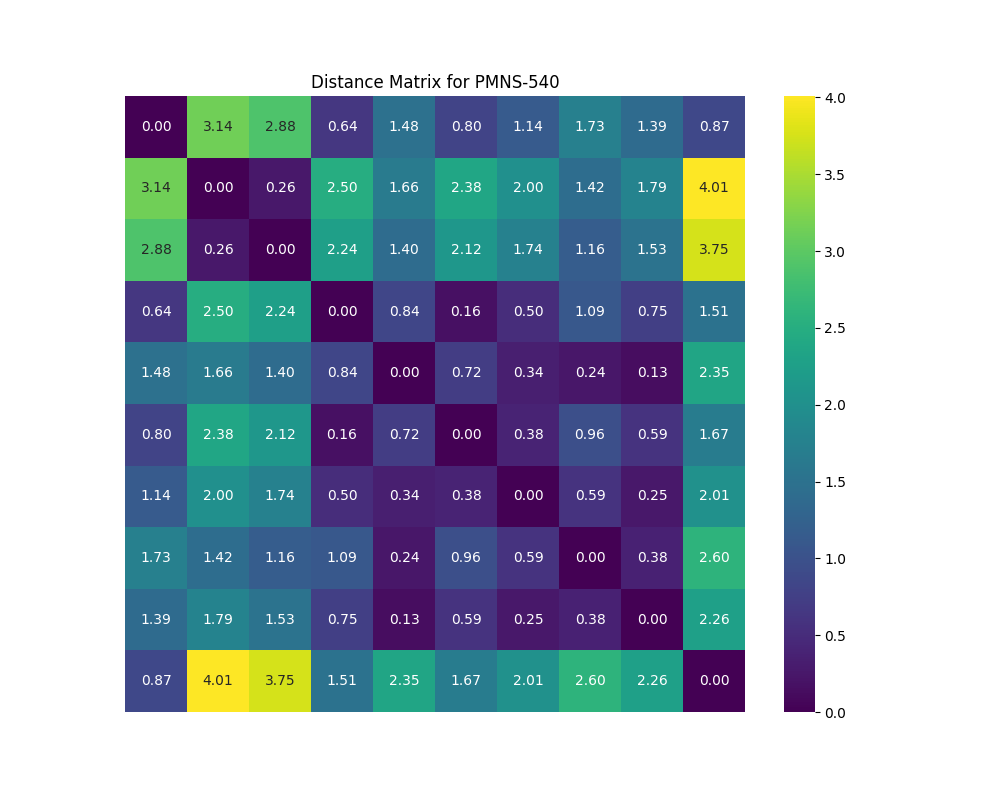 Distance Matrix for PMNS-540
0.00 3.14 2.88 0.64 1.48 0.80 1.14 1.73 1.39 0.87
3.14 0.00 0.26 2.50 1.66 2.38 2.00 1.42 1.79 4.01
2.88 0.26 0.00 2.24 1.40 2.12 1.74 1.16 1.53 3.75
0.64 2.50 2.24 0.00 0.84 0.16 0.50 1.09 0.75 1.51
1.48 1.66 1.40 0.84 0.00 0.72 0.34 0.24 0.13 2.35
0.80 2.38 2.12 0.16 0.72 0.00 0.38 0.96 0.59 1.67
1.14 2.00 1.74 0.50 0.34 0.38 0.00 0.59 0.25 2.01
1.73 1.42 1.16 1.09 0.24 0.96 0.59 0.00 0.38 2.60
1.39 1.79 1.53 0.75 0.13 0.59 0.25 0.38 0.00 2.26
0.87 4.01 3.75 1.51 2.35 1.67 2.01 2.60 2.26 0.00
4.0
3.5
3.0
2.5
2.0
1.5
1.0
0.5
0.0